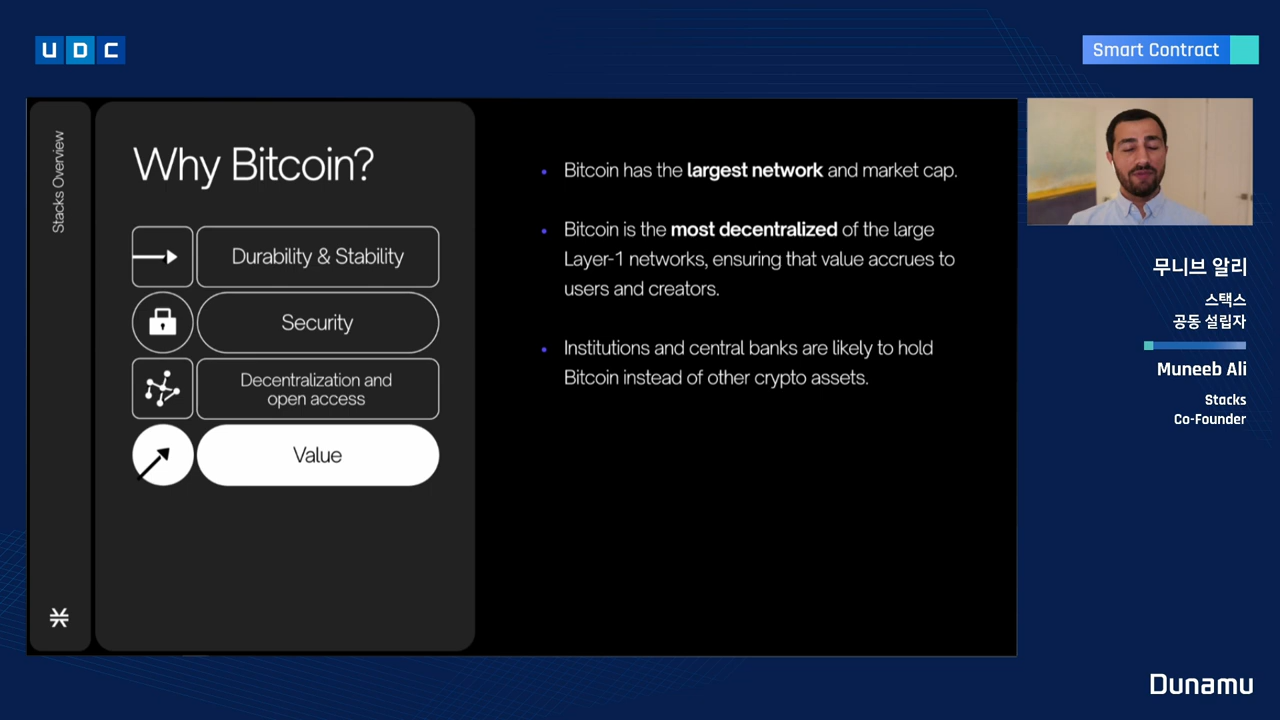 UDC
Smart Contract
Stacks Overview
Why Bitcoin?
Durability & Stability
Security
Decentralization and
open access
Value
Bitcoin has the largest network and market cap.
Bitcoin is the most decentralized of the large
Layer-1 networks, ensuring that value accrues to
users and creators.
Institutions and central banks are likely to hold
Bitcoin instead of other crypto assets.
무니브 알리
스택스
공동 설립자
Muneeb Ali
Stacks
Co-Founder
Dunamu